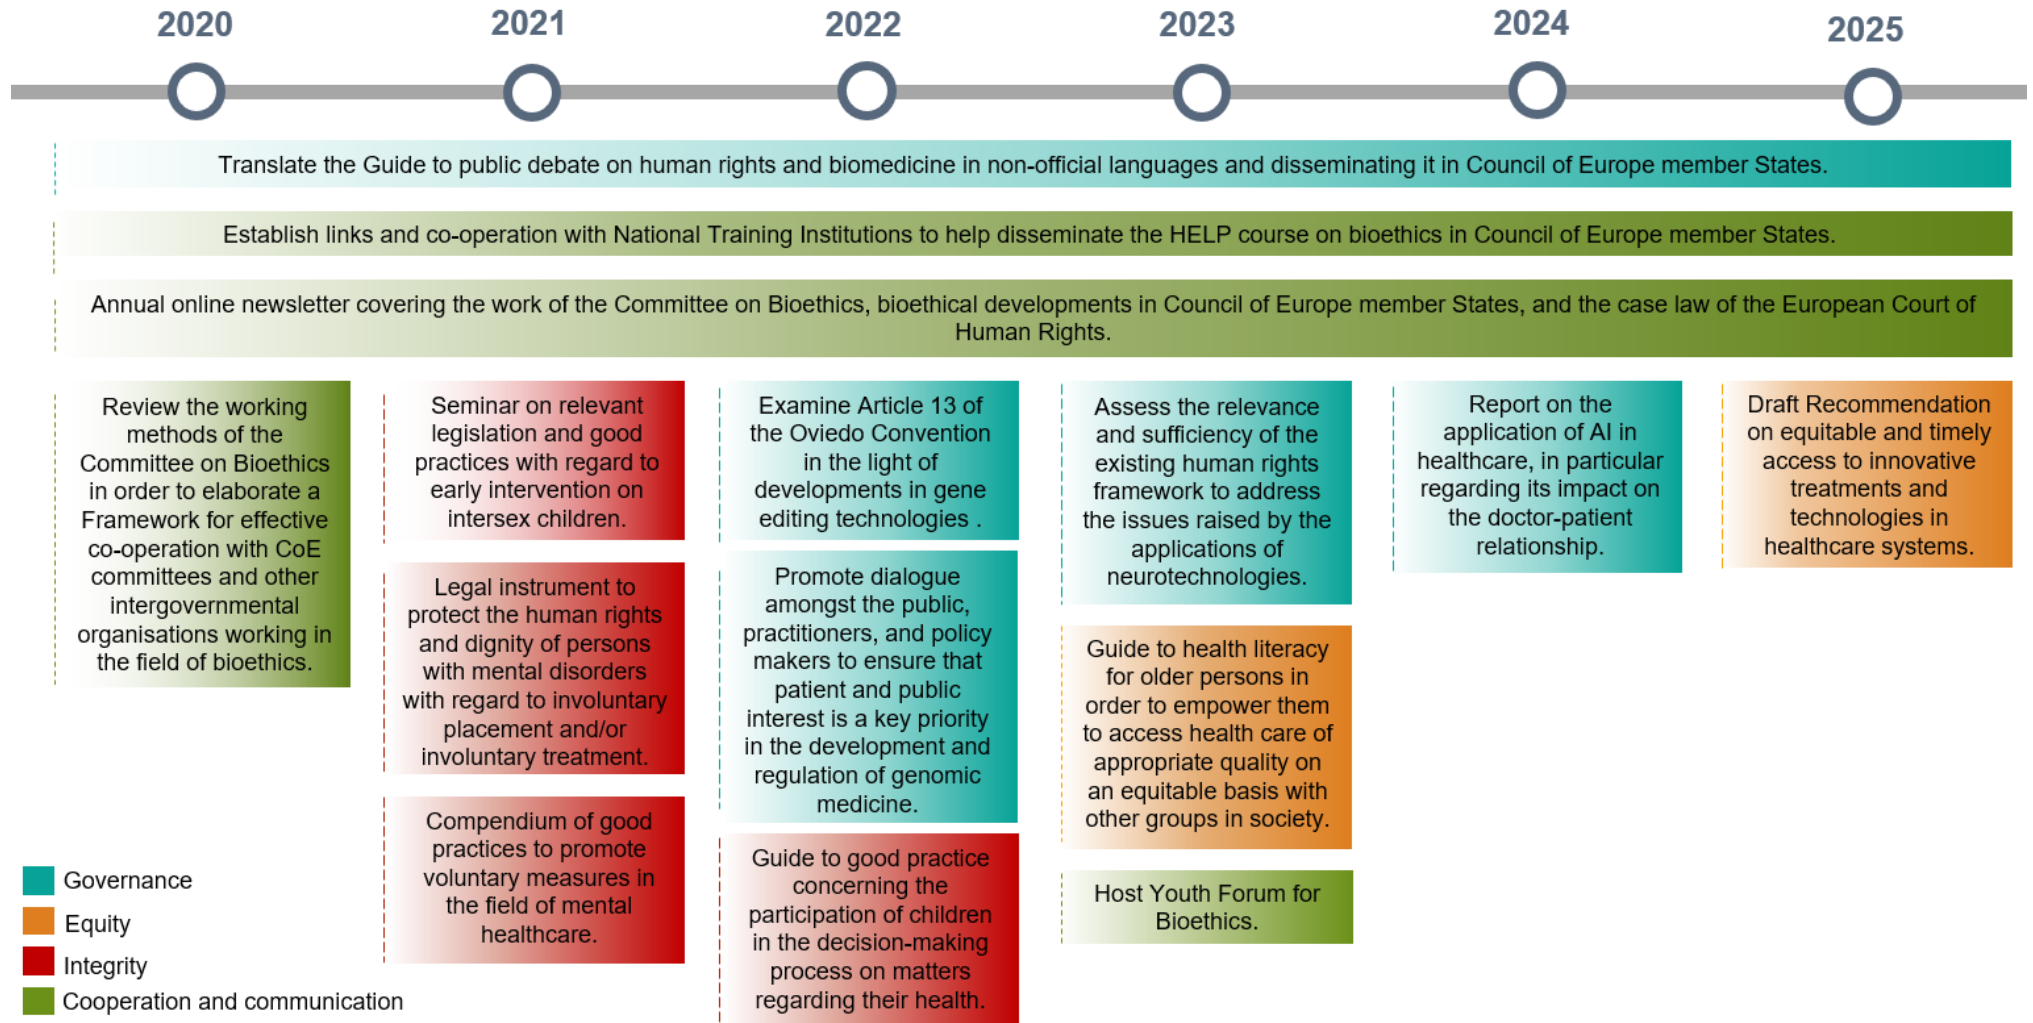 2020
2021
2022
2023
2024
2025
Translate the Guide to public debate on human rights and biomedicine in non-official languages and disseminating it in Council of Europe member States.
Establish links and co-operation with National Training Institutions to help disseminate the HELP course on bioethics in Council of Europe member States.
Annual online newsletter covering the work of the Committee on Bioethics, bioethical developments in Council of Europe member States, and the case law of the European Court of
Human Rights.
Review the working
methods of the
Committee on Bioethics
in order to elaborate a
Framework for effective
co-operation with CoE
committees and other
intergovernmental
organisations working in
the field of bioethics.
Seminar on relevant
legislation and good
practices with regard to
early intervention on
intersex children.
Legal instrument to
protect the human rights
and dignity of persons
with mental disorders
with regard to involuntary
placement and/or
involuntary treatment.
Compendium of good
practices to promote
voluntary measures in
the field of mental
healthcare.
Examine Article 13 of
the Oviedo Convention
in the light of
developments in gene
editing technologies .
Promote dialogue
amongst the public,
practitioners, and policy
makers to ensure that
patient and public
interest is a key priority
in the development and
regulation of genomic
medicine.
Guide to good practice
concerning the
participation of children
in the decision-making
process on matters
regarding their health.
Assess the relevance
and sufficiency of the
existing human rights
framework to address
the issues raised by the
applications of
neurotechnologies.
Guide to health literacy
for older persons in
order to empower them
to access health care of
appropriate quality on
an equitable basis with
other groups in society.
Host Youth Forum for
Bioethics.
Report on the
application of AI in
healthcare, in particular
regarding its impact on
the doctor-patient
relationship.
Draft Recommendation
on equitable and timely
access to innovative
treatments and
technologies in
healthcare systems.
Governance
Equity
Integrity
Cooperation and communication